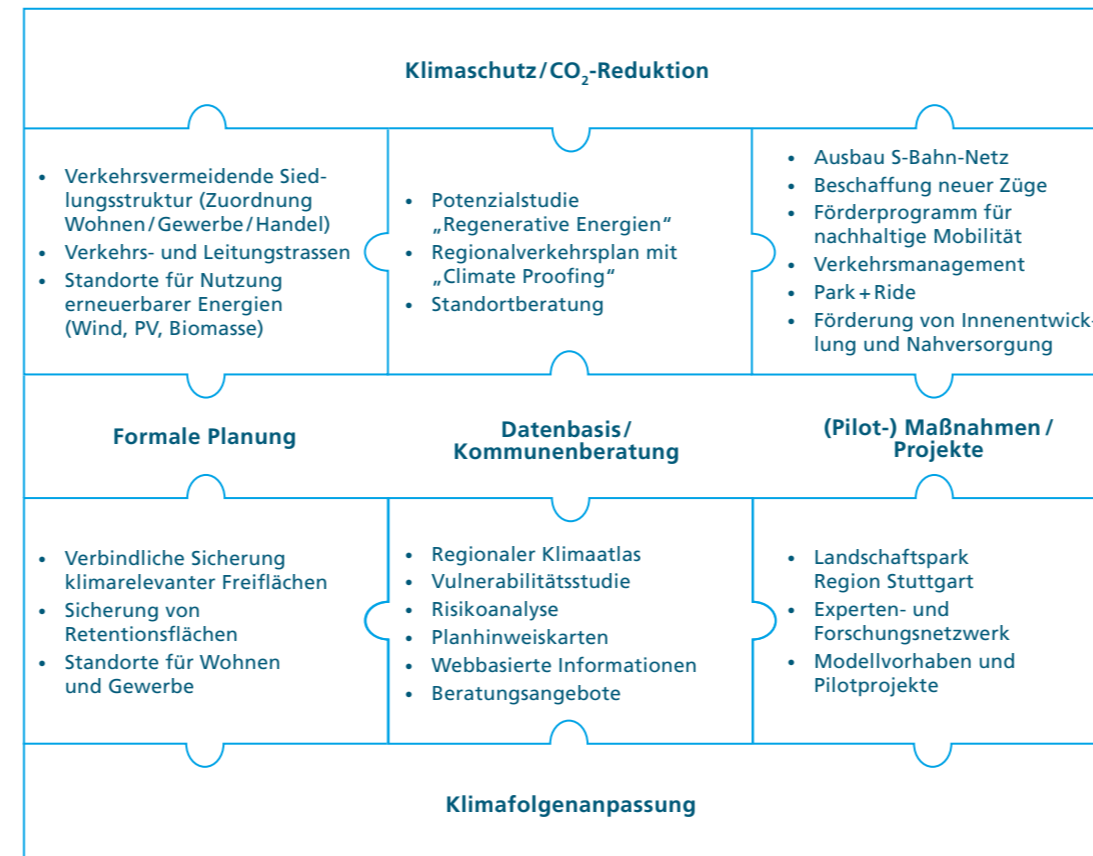 Klimaschutz/CO₂-Reduktion
• Verkehrsvermeidende Sied-
lungsstruktur (Zuordnung
Wohnen/Gewerbe/Handel)
• Verkehrs- und Leitungstrassen
• Standorte für Nutzung
erneuerbarer Energien
(Wind, PV, Biomasse)
• Potenzialstudie
„Regenerative Energien“
• Regionalverkehrsplan mit
„Climate Proofing“
• Standortberatung
• Ausbau S-Bahn-Netz
• Beschaffung neuer Züge
• Förderprogramm für
nachhaltige Mobilität
• Verkehrsmanagement
• Park+Ride
• Förderung von Innenentwick-
lung und Nahversorgung
Formale Planung
Datenbasis/
Kommunenberatung
(Pilot-) Maßnahmen/
Projekte
• Verbindliche Sicherung
klimarelevanter Freiflächen
• Sicherung von
Retentionsflächen
• Standorte für Wohnen
und Gewerbe
• Regionaler Klimaatlas
• Vulnerabilitätsstudie
• Risikoanalyse
• Planhinweiskarten
• Webbasierte Informationen
• Beratungsangebote
• Landschaftspark
Region Stuttgart
• Experten- und
Forschungsnetzwerk
• Modellvorhaben und
Pilotprojekte
Klimafolgenanpassung